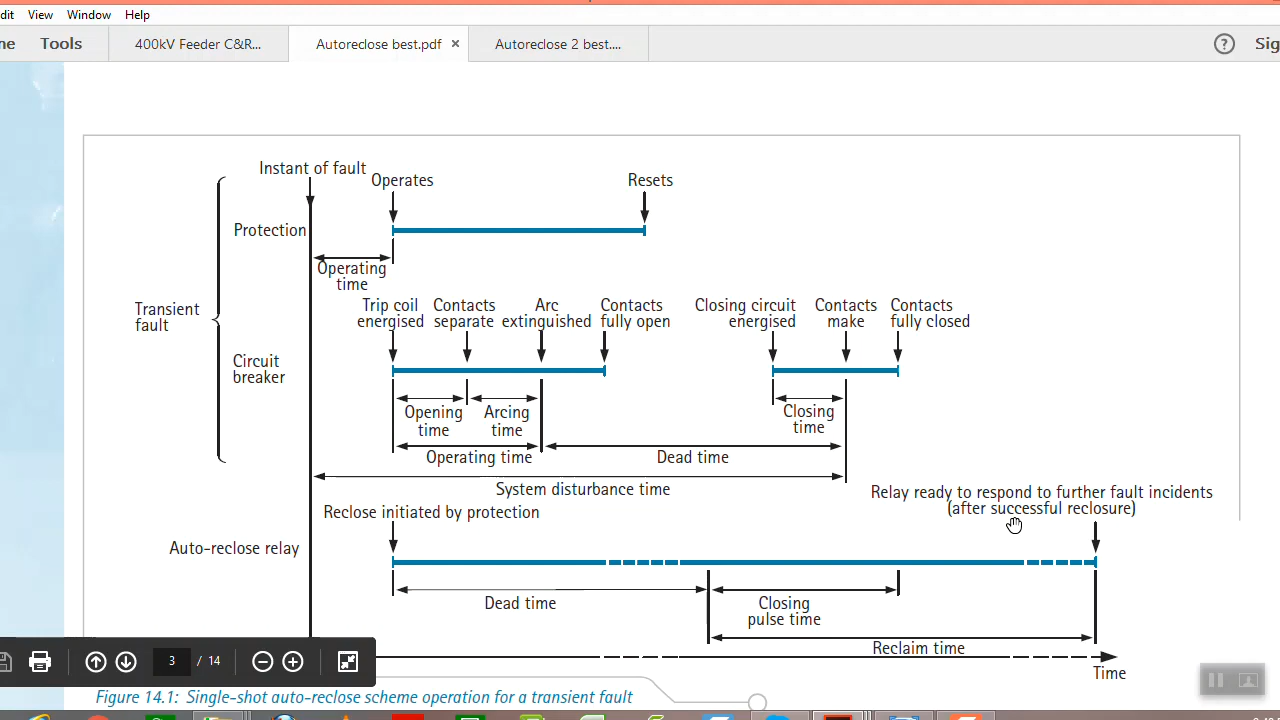 dit View Window Help
ne Tools 400kV Feeder C&R... Autoreclose best.pdf × Autoreclose 2 best.... ? Sig
Instant of fault
Operates
Resets
Protection
Operating
time
Transient
fault
Circuit
breaker
Trip coil
energised
Contacts
separate
Arc
extinguished
Contacts
fully open
Closing circuit
energised
Contacts
make
Contacts
fully closed
Opening
time
Arcing
time
Closing
time
Operating time
Dead time
System disturbance time
Relay ready to respond to further fault incidents
(after successful reclosure)
Reclose initiated by protection
Auto-reclose relay
Dead time
Closing
pulse time
Reclaim time
3 / 14
Time
Figure 14.1: Single-shot auto-reclose scheme operation for a transient fault